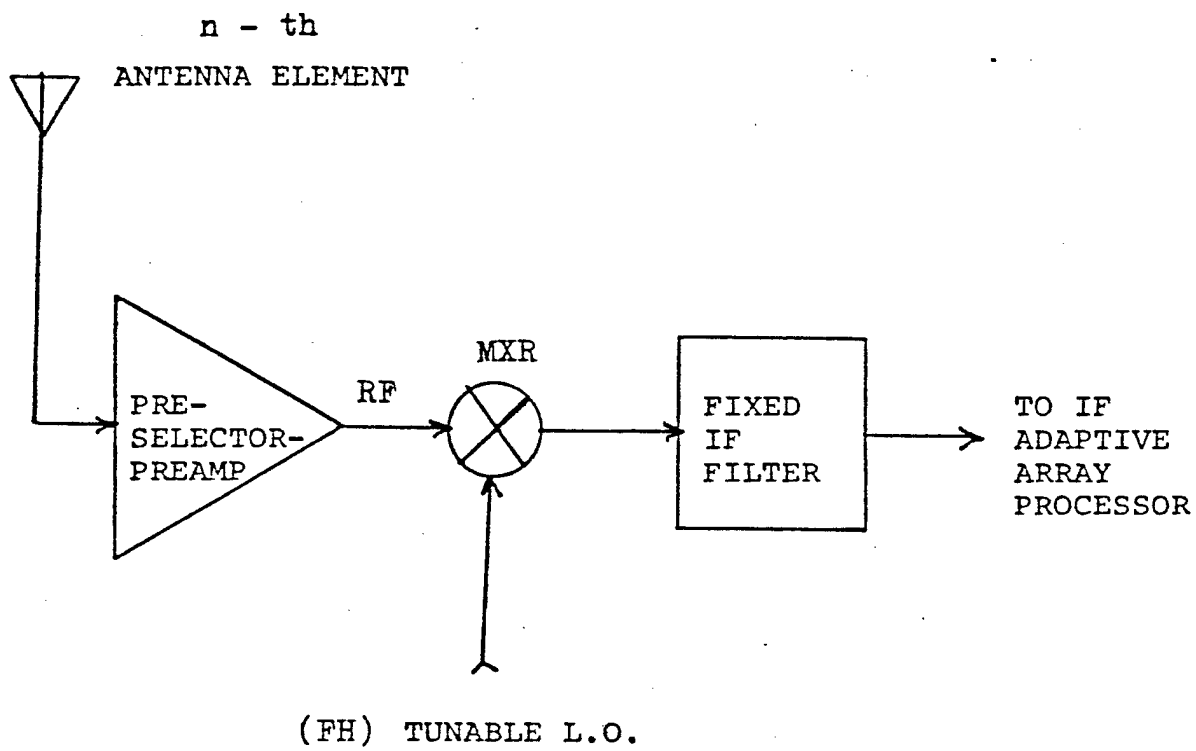 n - th
ANTENNA ELEMENT
PRE-
SELECTOR-
PREAMP
RF
MXR
FIXED
IF
FILTER
TO IF
ADAPTIVE
ARRAY
PROCESSOR
(FH) TUNABLE L.O.